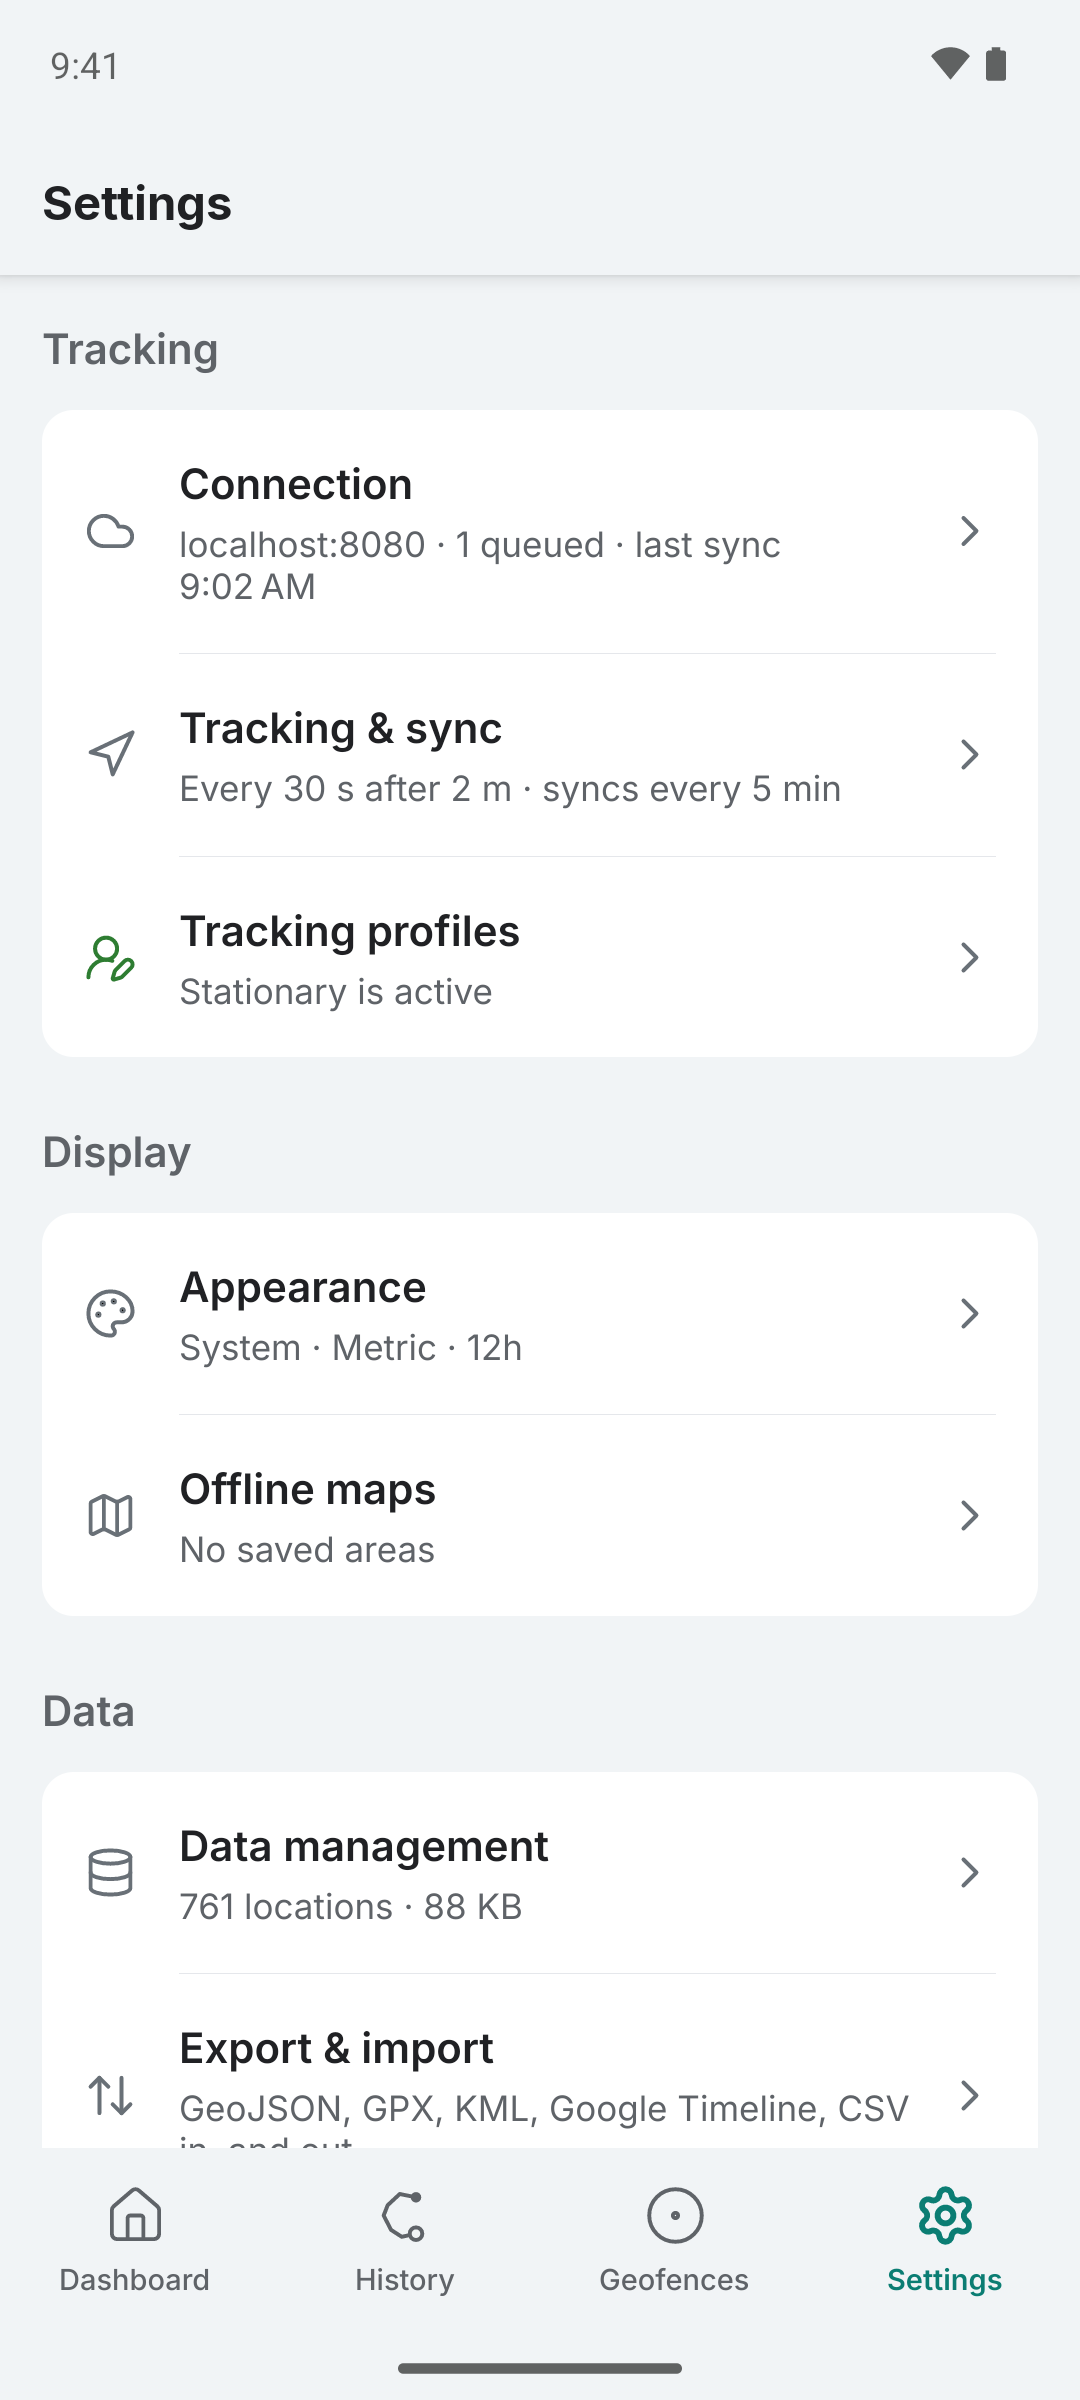 9:41
Settings
Tracking
Connection
localhost:8080 · 1 queued · last sync
9:02 AM
Tracking & sync
Every 30 s after 2 m · syncs every 5 min
Tracking profiles
Stationary is active
Display
Appearance
System · Metric · 12h
Offline maps
No saved areas
Data
Data management
761 locations · 88 KB
Export & import
GeoJSON, GPX, KML, Google Timeline, CSV
in, and out
Dashboard
History
Geofences
Settings